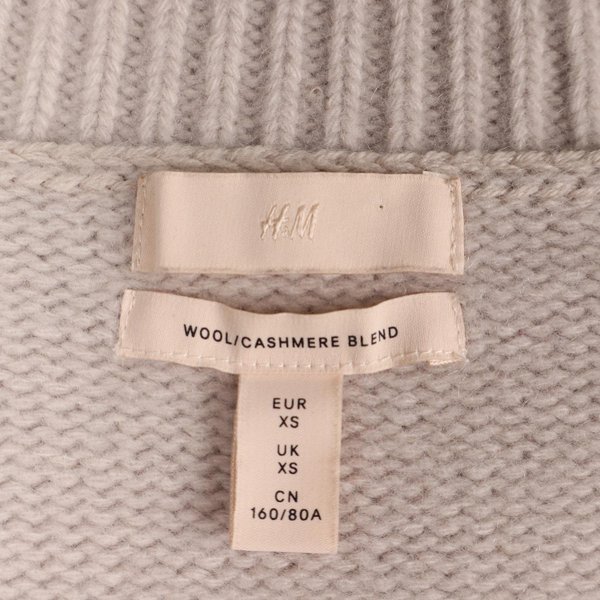 H&M
WOOL/CASHMERE BLEND
EUR
XS
UK
XS
CN
160/80A